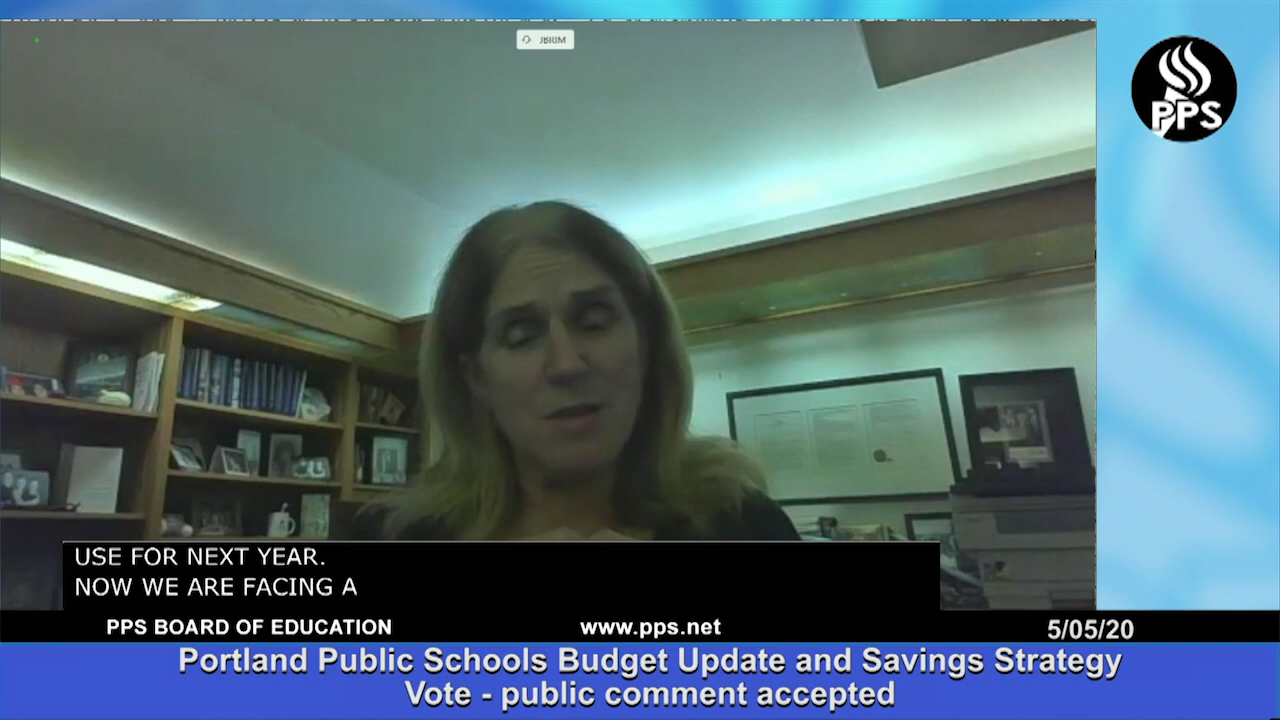 JBRIM
PPS
USE FOR NEXT YEAR.
NOW WE ARE FACING A
PPS BOARD OF EDUCATION www.pps.net 5/05/20
Portland Public Schools Budget Update and Savings Strategy
Vote - public comment accepted